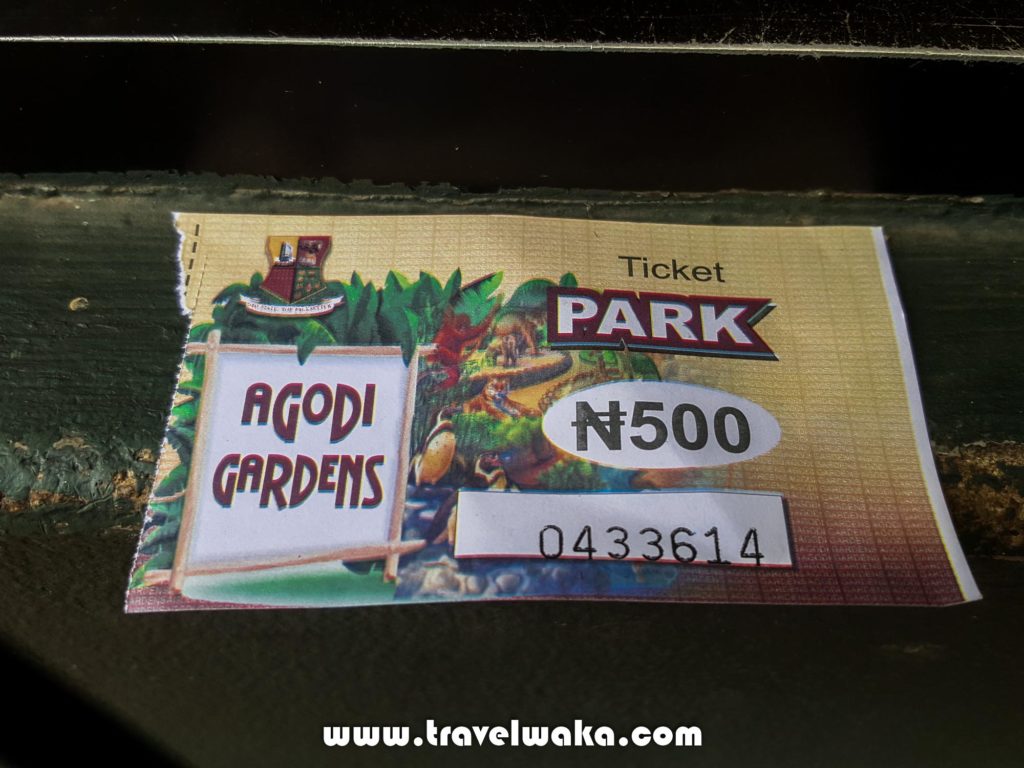 Ticket
PARK
AGODI
GARDENS
₦500
0433614
www.travelwaka.com